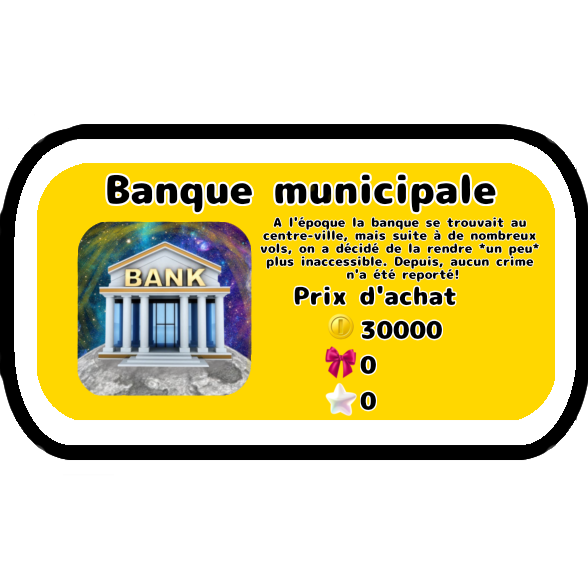 Banque municipale
A l'époque la banque se trouvait au
centre-ville, mais suite à de nombreux
vols, on a décidé de la rendre *un peu*
plus inaccessible. Depuis, aucun crime
n'a été reporté!
BANK
Prix d'achat
30000
0
0